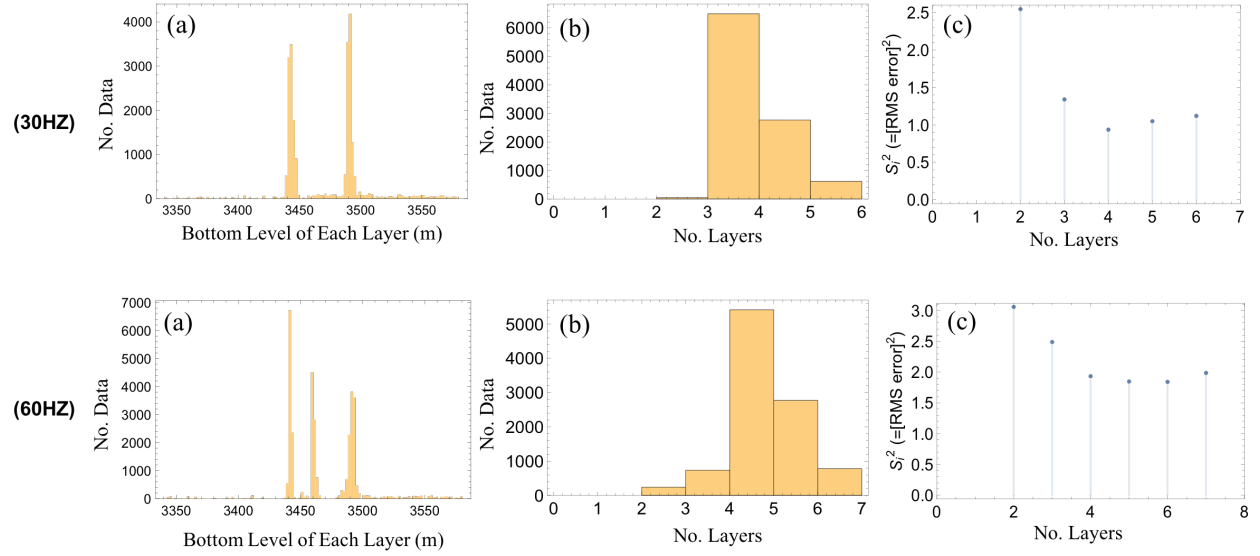 (30HZ)
(a)
No. Data
4000
3000
2000
1000
0
3350 3400 3450 3500 3550
Bottom Level of Each Layer (m)
(b)
No. Data
6000
5000
4000
3000
2000
1000
0
0 1 2 3 4 5 6
No. Layers
(c)
S_i^2 (=[RMS error]^2)
2.5
2.0
1.5
1.0
0.5
0.0
0 1 2 3 4 5 6 7
No. Layers
(60HZ)
(a)
No. Data
7000
6000
5000
4000
3000
2000
1000
0
3350 3400 3450 3500 3550
Bottom Level of Each Layer (m)
(b)
No. Data
5000
4000
3000
2000
1000
0
0 1 2 3 4 5 6 7
No. Layers
(c)
S_i^2 (=[RMS error]^2)
3.0
2.5
2.0
1.5
1.0
0.5
0.0
0 2 4 6 8
No. Layers